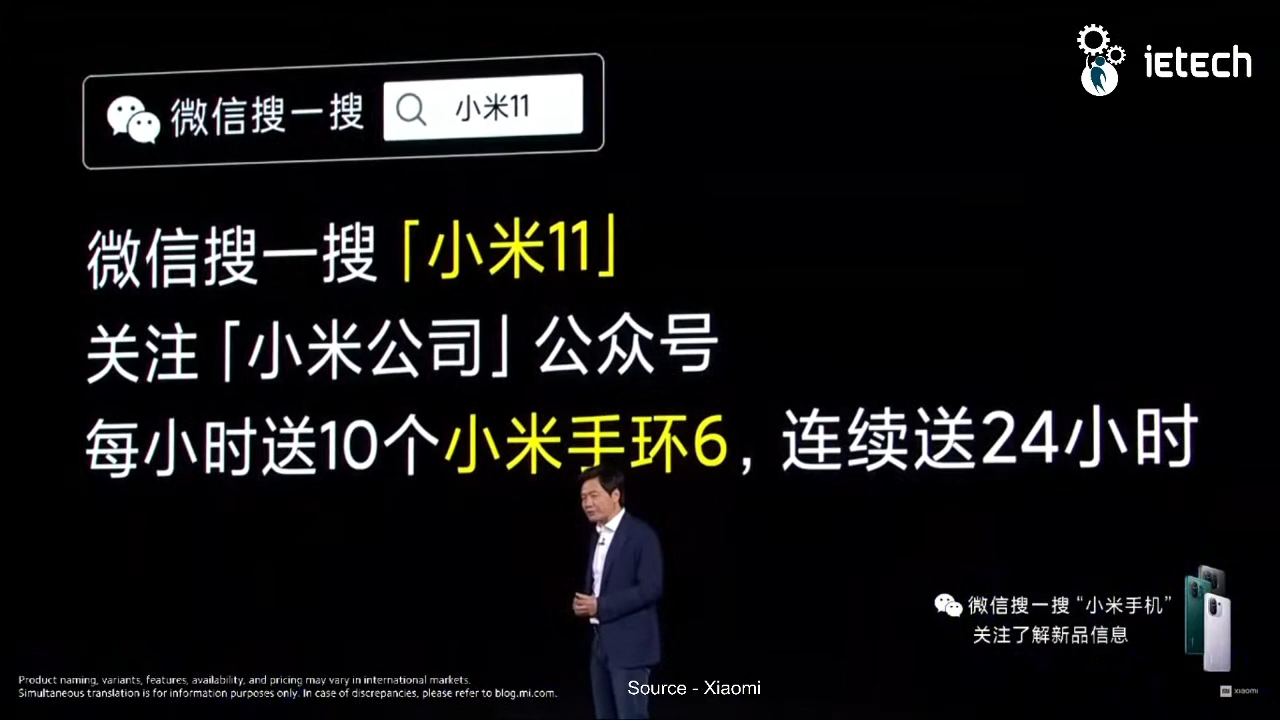 ietech
微信搜一搜 小米11
微信搜一搜「小米11」
关注「小米公司」公众号
每小时送10个小米手环6，连续送24小时
微信搜一搜“小米手机”
关注了解新品信息
xiaomi
Product naming, variants, features, availability, and pricing may vary in international markets.
Simultaneous translation is for information purposes only. In case of discrepancies, please refer to blog.mi.com.
Source - Xiaomi